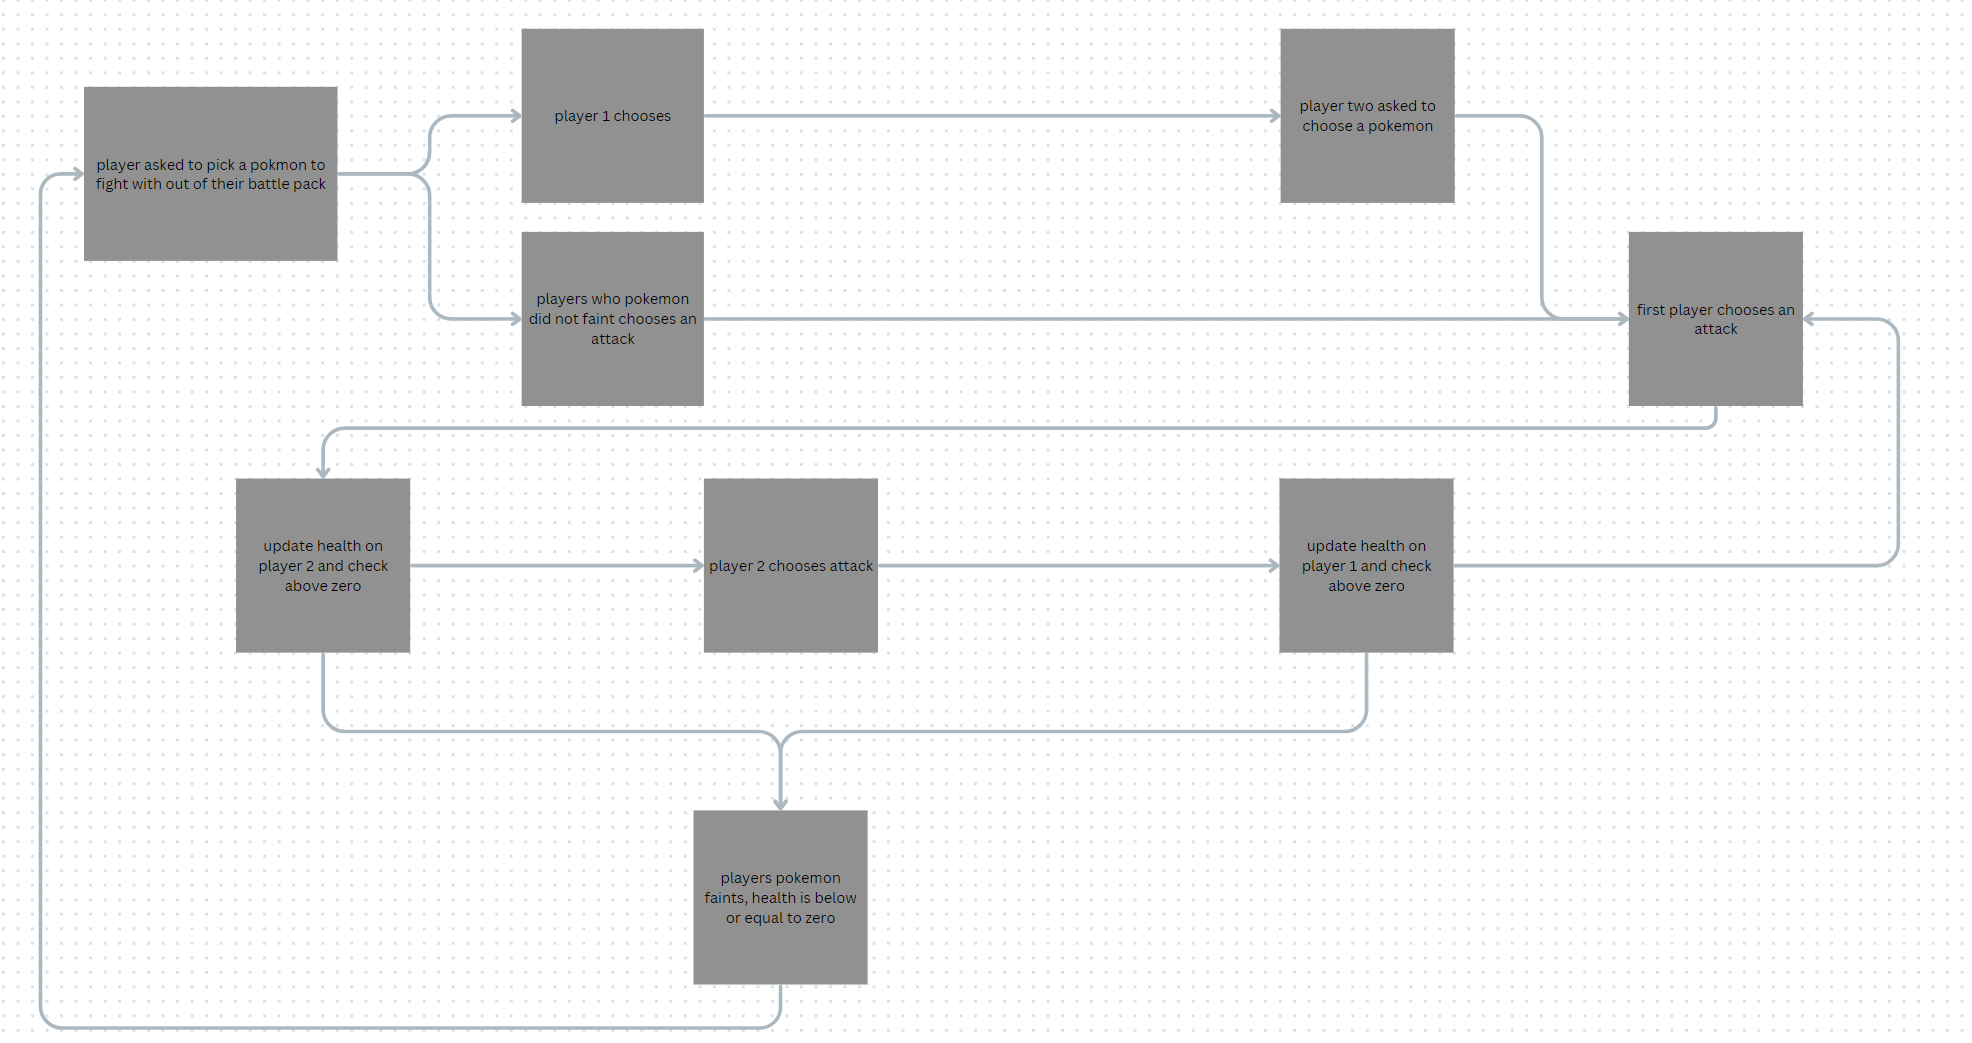 player asked to pick a pokmon to
fight with out of their battle pack
player 1 chooses
player two asked to
choose a pokemon
players who pokemon
did not faint chooses an
attack
first player chooses an
attack
update health on
player 2 and check
above zero
player 2 chooses attack
update health on
player 1 and check
above zero
players pokemon
faints, health is below
or equal to zero